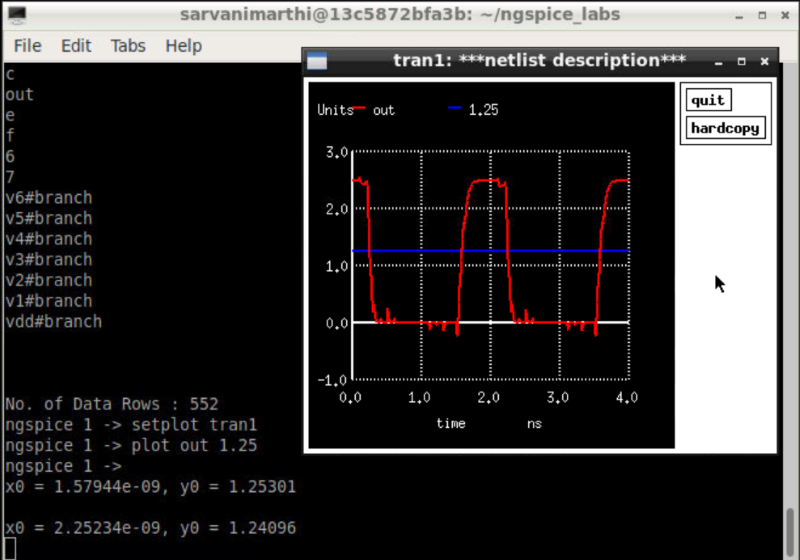 sarvanimarthi@13c5872bfa3b: ~/ngspice_labs
File Edit Tabs Help
c
out
e
f
6
7
v6#branch
v5#branch
v4#branch
v3#branch
v2#branch
v1#branch
vdd#branch
No. of Data Rows : 552
ngspice 1 -> setplot tran1
ngspice 1 -> plot out 1.25
ngspice 1 ->
x0 = 1.57944e-09, y0 = 1.25301
x0 = 2.25234e-09, y0 = 1.24096
tran1: ***netlist description***
quit
hardcopy
Units out 1.25
3.0
2.0
1.0
0.0
-1.0
0.0 1.0 2.0 3.0 4.0
time ns